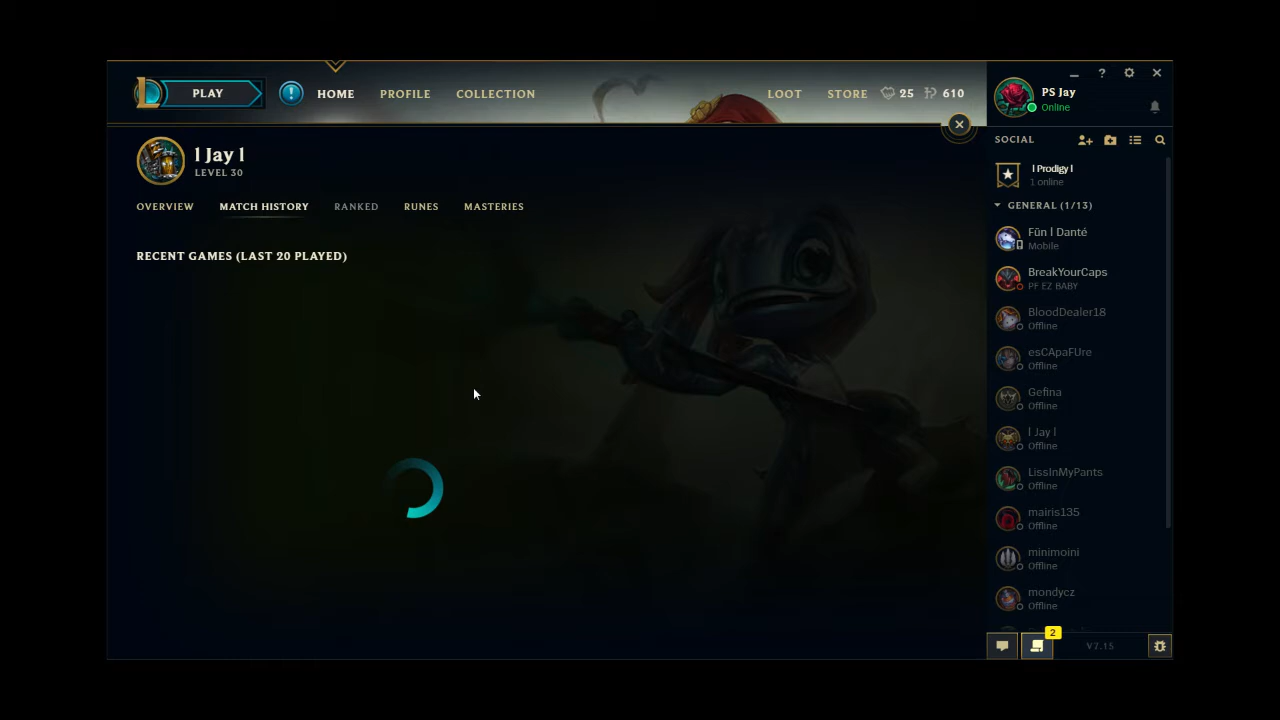 PLAY
HOME
PROFILE
COLLECTION
LOOT
STORE
25
610
?
PS Jay
Online
l Jay l
LEVEL 30
OVERVIEW
MATCH HISTORY
RANKED
RUNES
MASTERIES
RECENT GAMES (LAST 20 PLAYED)
SOCIAL
l Prodigy l
1 online
GENERAL (1/13)
Fūn l Danté
Mobile
BreakYourCaps
PF EZ BABY
BloodDealer18
Offline
esCApaFUre
Offline
Gefina
Offline
l Jay l
Offline
LissInMyPants
Offline
mairis135
Offline
minimoini
Offline
mondycz
Offline
2
V7.15